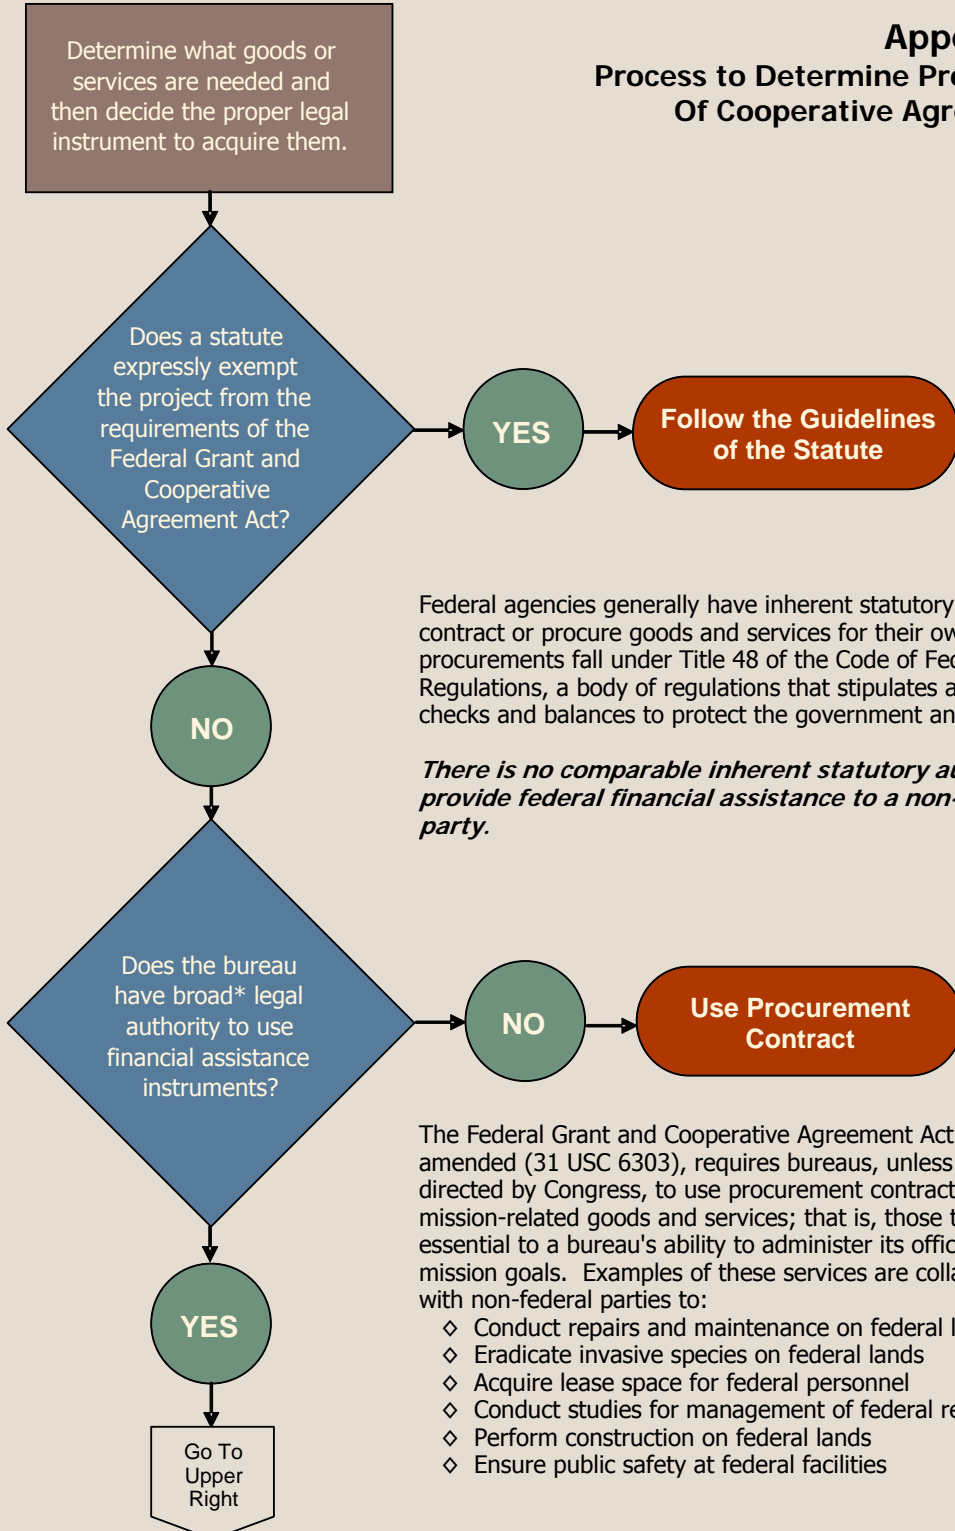 Determine what goods or
services are needed and
then decide the proper legal
instrument to acquire them.
Process to Determine
Of Cooperative
Does a statute
expressly exempt
the project from the
requirements of the
Federal Grant and
Cooperative
Agreement Act?
YES
Follow the Guidelines
of the Statute
Federal agencies generally have inherent statutory
contract or procure goods and services for their
procurements fall under Title 48 of the Code of
Regulations, a body of regulations that stipulates
checks and balances to protect the government
NO
There is no comparable inherent statutory
provide federal financial assistance to a
party.
Does the bureau
have broad* legal
authority to use
financial assistance
instruments?
NO
Use Procurement
Contract
The Federal Grant and Cooperative Agreement Act
amended (31 USC 6303), requires bureaus, unless
directed by Congress, to use procurement
mission-related goods and services; that is, those
essential to a bureau's ability to administer its
mission goals. Examples of these services are
with non-federal parties to:
◊ Conduct repairs and maintenance on federal
◊ Eradicate invasive species on federal lands
◊ Acquire lease space for federal personnel
◊ Conduct studies for management of federal
◊ Perform construction on federal lands
◊ Ensure public safety at federal facilities
YES
Go To
Upper
Right